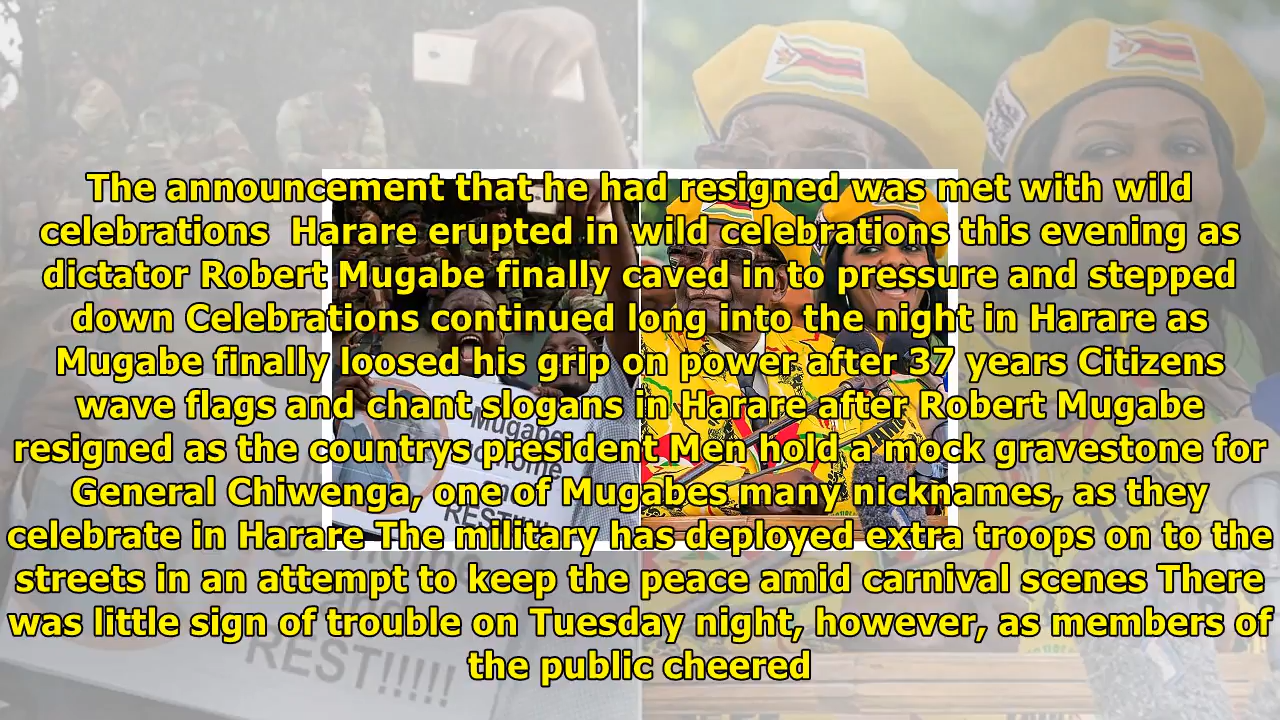 The announcement that he had resigned was met with wild
celebrations  Harare erupted in wild celebrations this evening as
dictator Robert Mugabe finally caved in to pressure and stepped
down Celebrations continued long into the night in Harare as
Mugabe finally loosed his grip on power after 37 years Citizens
wave flags and chant slogans in Harare after Robert Mugabe
resigned as the countrys president Men hold a mock gravestone for
General Chiwenga, one of Mugabes many nicknames, as they
celebrate in Harare The military has deployed extra troops on to the
streets in an attempt to keep the peace amid carnival scenes There
was little sign of trouble on Tuesday night, however, as members of
the public cheered
Mugabe
come
and
REST!!!!!
REST!!!!!